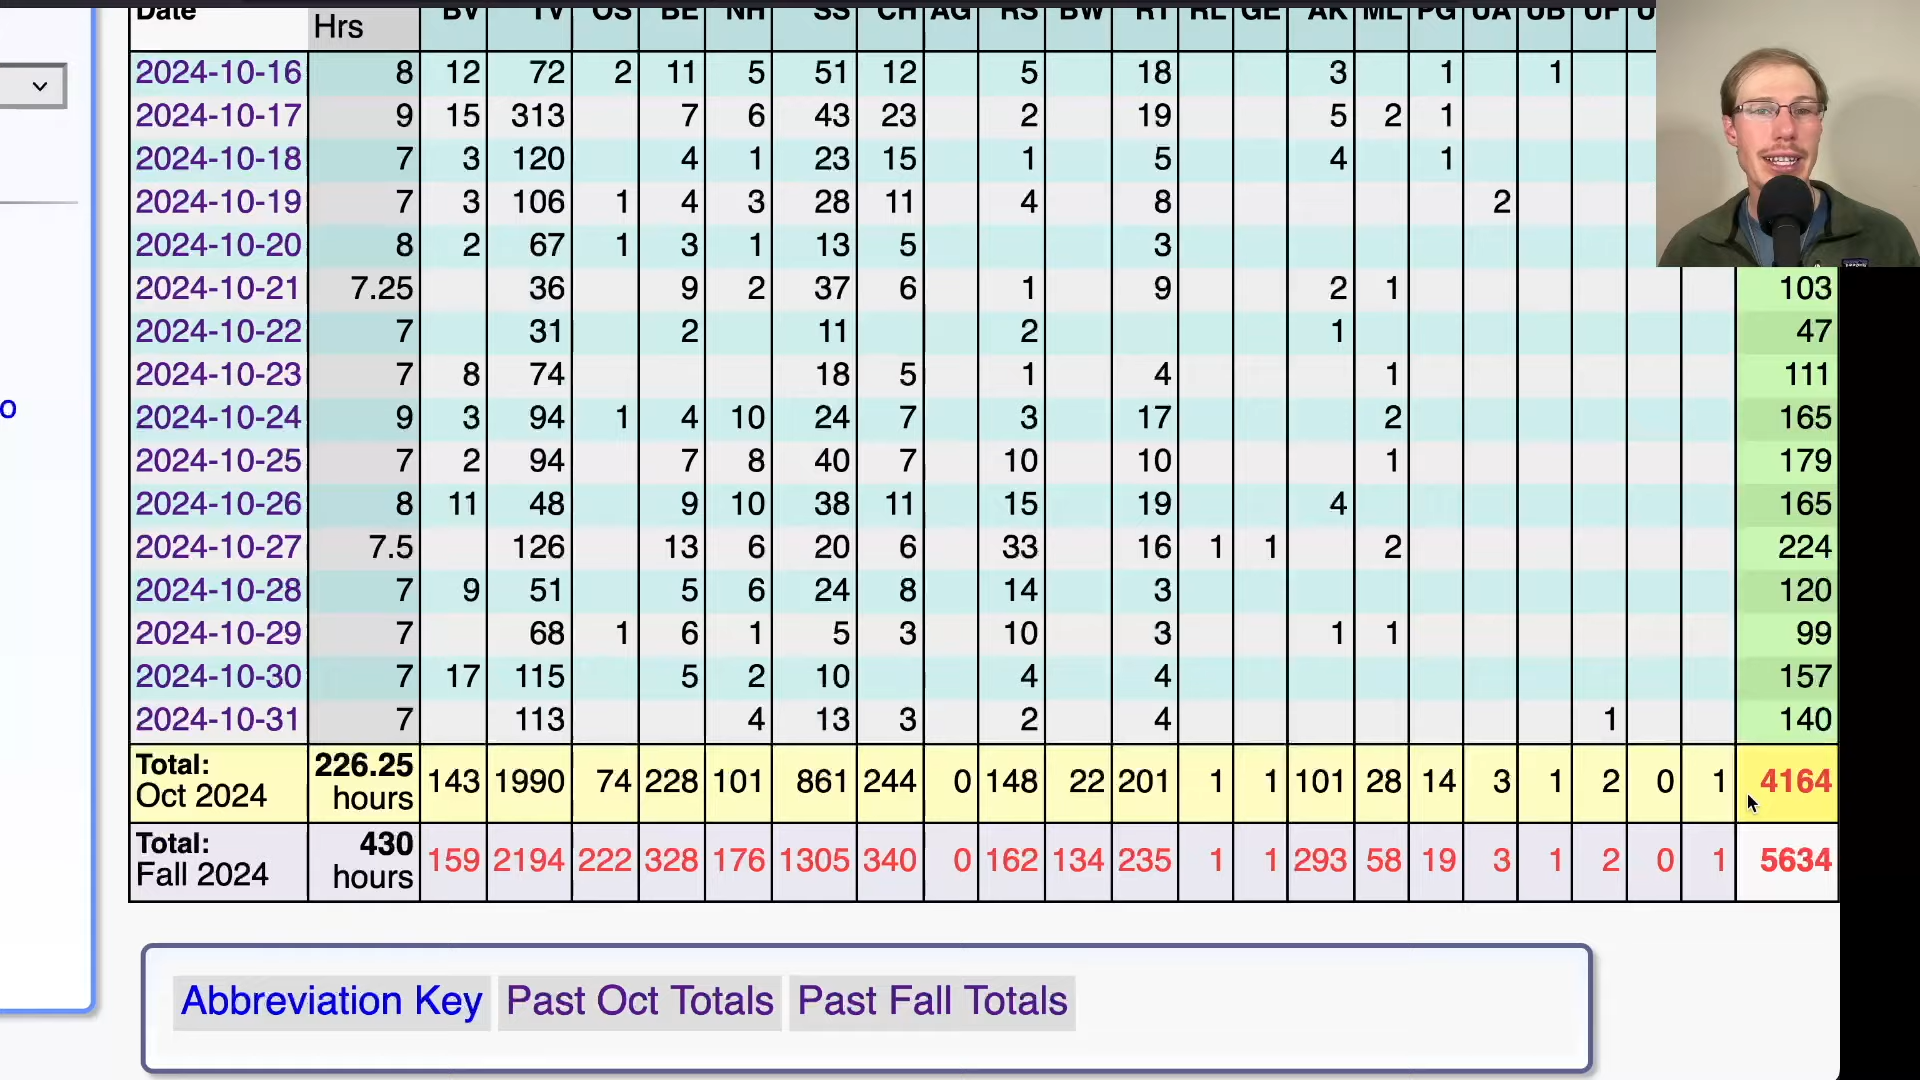 Date Hrs BV TV OS BE NH SS CH AG RS BW RT RL GE AK ML PG UA UB UF
2024-10-16 8 12 72 2 11 5 51 12 5 18 3 1 1
2024-10-17 9 15 313 7 6 43 23 2 19 5 2 1
2024-10-18 7 3 120 4 1 23 15 1 5 4 1
2024-10-19 7 3 106 1 4 3 28 11 4 8 2
2024-10-20 8 2 67 1 3 1 13 5 3
2024-10-21 7.25 36 9 2 37 6 1 9 2 1 103
2024-10-22 7 31 2 11 2 1 47
2024-10-23 7 8 74 18 5 1 4 1 111
o
2024-10-24 9 3 94 1 4 10 24 7 3 17 2 165
2024-10-25 7 2 94 7 8 40 7 10 10 1 179
2024-10-26 8 11 48 9 10 38 11 15 19 4 165
2024-10-27 7.5 126 13 6 20 6 33 16 1 1 2 224
2024-10-28 7 9 51 5 6 24 8 14 3 120
2024-10-29 7 68 1 6 1 5 3 10 3 1 1 99
2024-10-30 7 17 115 5 2 10 4 4 157
2024-10-31 7 113 4 13 3 2 4 1 140
Total: Oct 2024 226.25 hours 143 1990 74 228 101 861 244 0 148 22 201 1 1 101 28 14 3 1 2 0 1 4164
Total: Fall 2024 430 hours 159 2194 222 328 176 1305 340 0 162 134 235 1 1 293 58 19 3 1 2 0 1 5634
Abbreviation Key Past Oct Totals Past Fall Totals